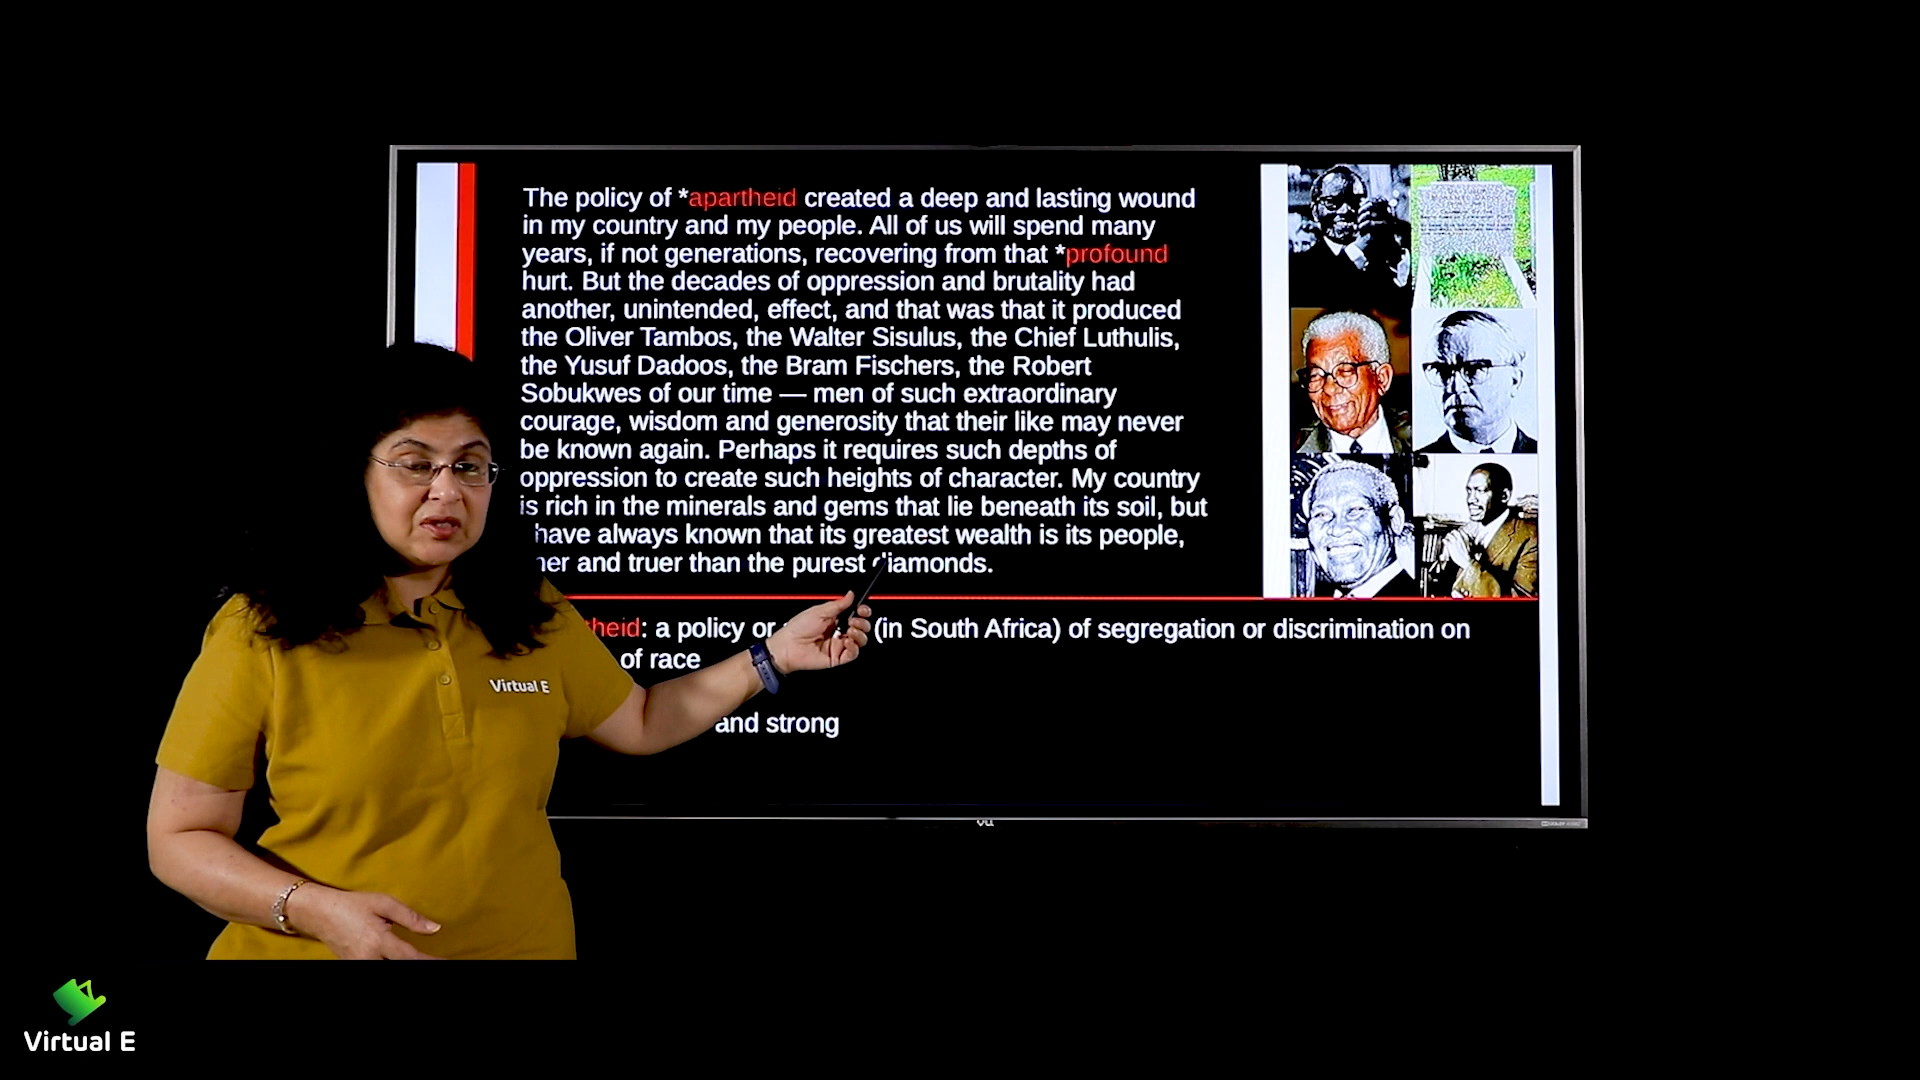 The policy of *apartheid created a deep and lasting wound
in my country and my people. All of us will spend many
years, if not generations, recovering from that *profound
hurt. But the decades of oppression and brutality had
another, unintended, effect, and that was that it produced
the Oliver Tambos, the Walter Sisulus, the Chief Luthulis,
the Yusuf Dadoos, the Bram Fischers, the Robert
Sobukwes of our time — men of such extraordinary
courage, wisdom and generosity that their like may never
be known again. Perhaps it requires such depths of
oppression to create such heights of character. My country
is rich in the minerals and gems that lie beneath its soil, but
have always known that its greatest wealth is its people,
and truer than the purest diamonds.
theid: a policy or (in South Africa) of segregation or discrimination on
of race
and strong
Virtual E
Virtual E